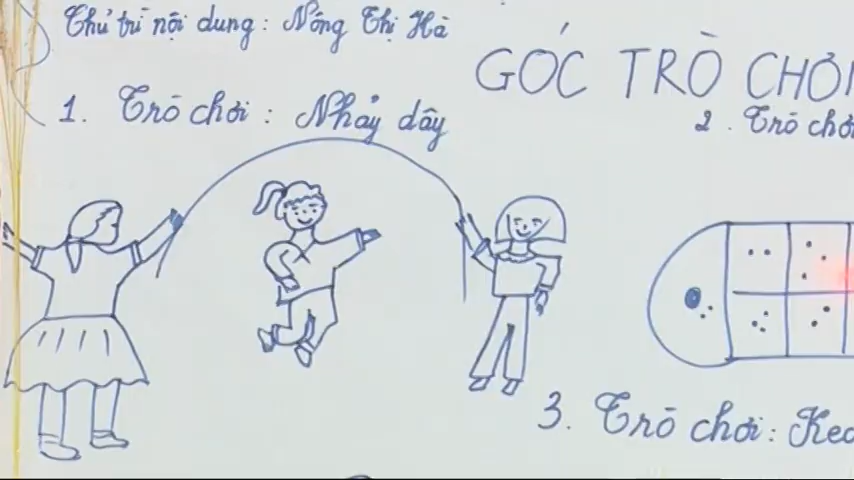 Chủ trì nội dung: Nông Thị Hà
GÓC TRÒ CHƠI
1. Trò chơi: Nhảy dây
2. Trò chơi
3. Trò chơi: Keo